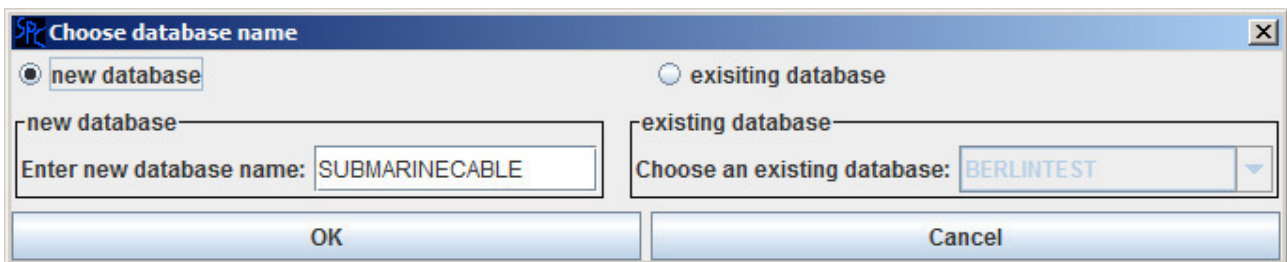 SPC Choose database name
new database exisiting database
new database existing database
Enter new database name: SUBMARINECABLE Choose an existing database: BERLINTEST
OK Cancel